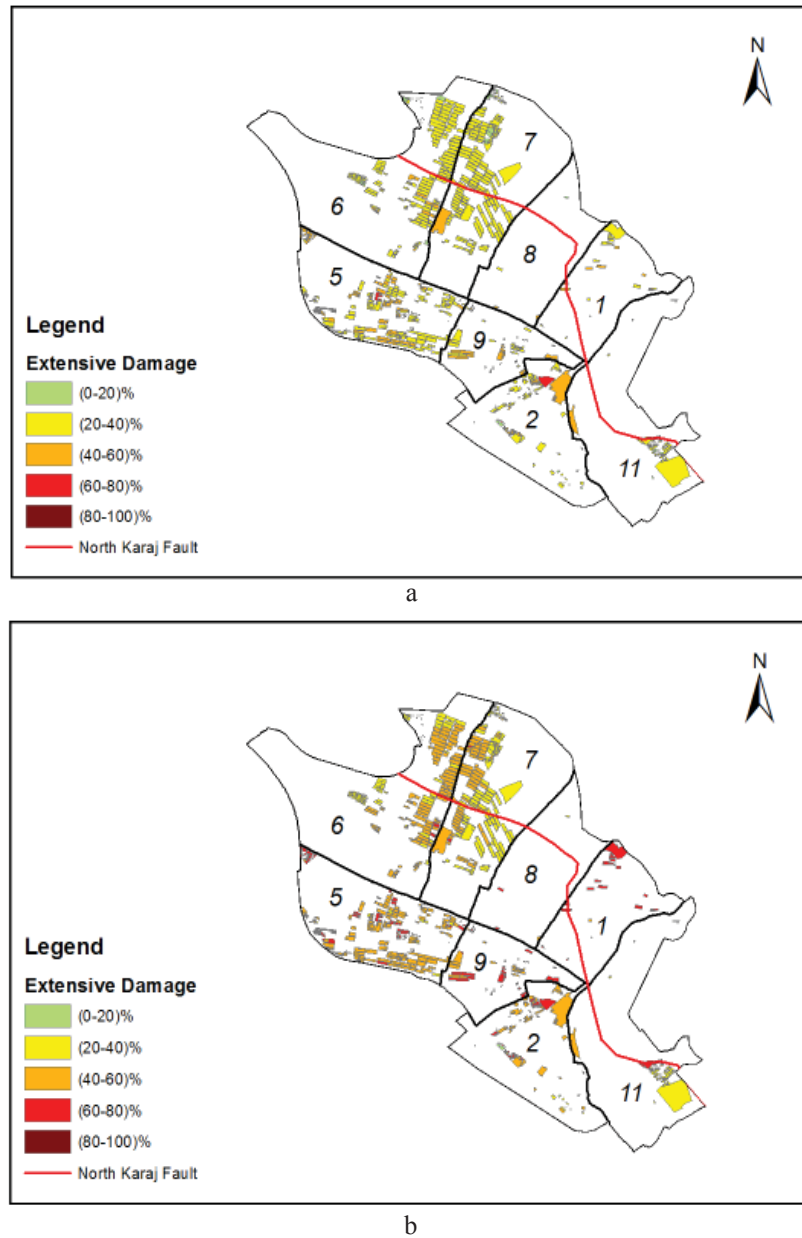 N
7
6
8
5
1
9
2
11
Legend
Extensive Damage
(0-20)%
(20-40)%
(40-60)%
(60-80)%
(80-100)%
North Karaj Fault
a
N
7
6
8
5
1
9
2
11
Legend
Extensive Damage
(0-20)%
(20-40)%
(40-60)%
(60-80)%
(80-100)%
North Karaj Fault
b